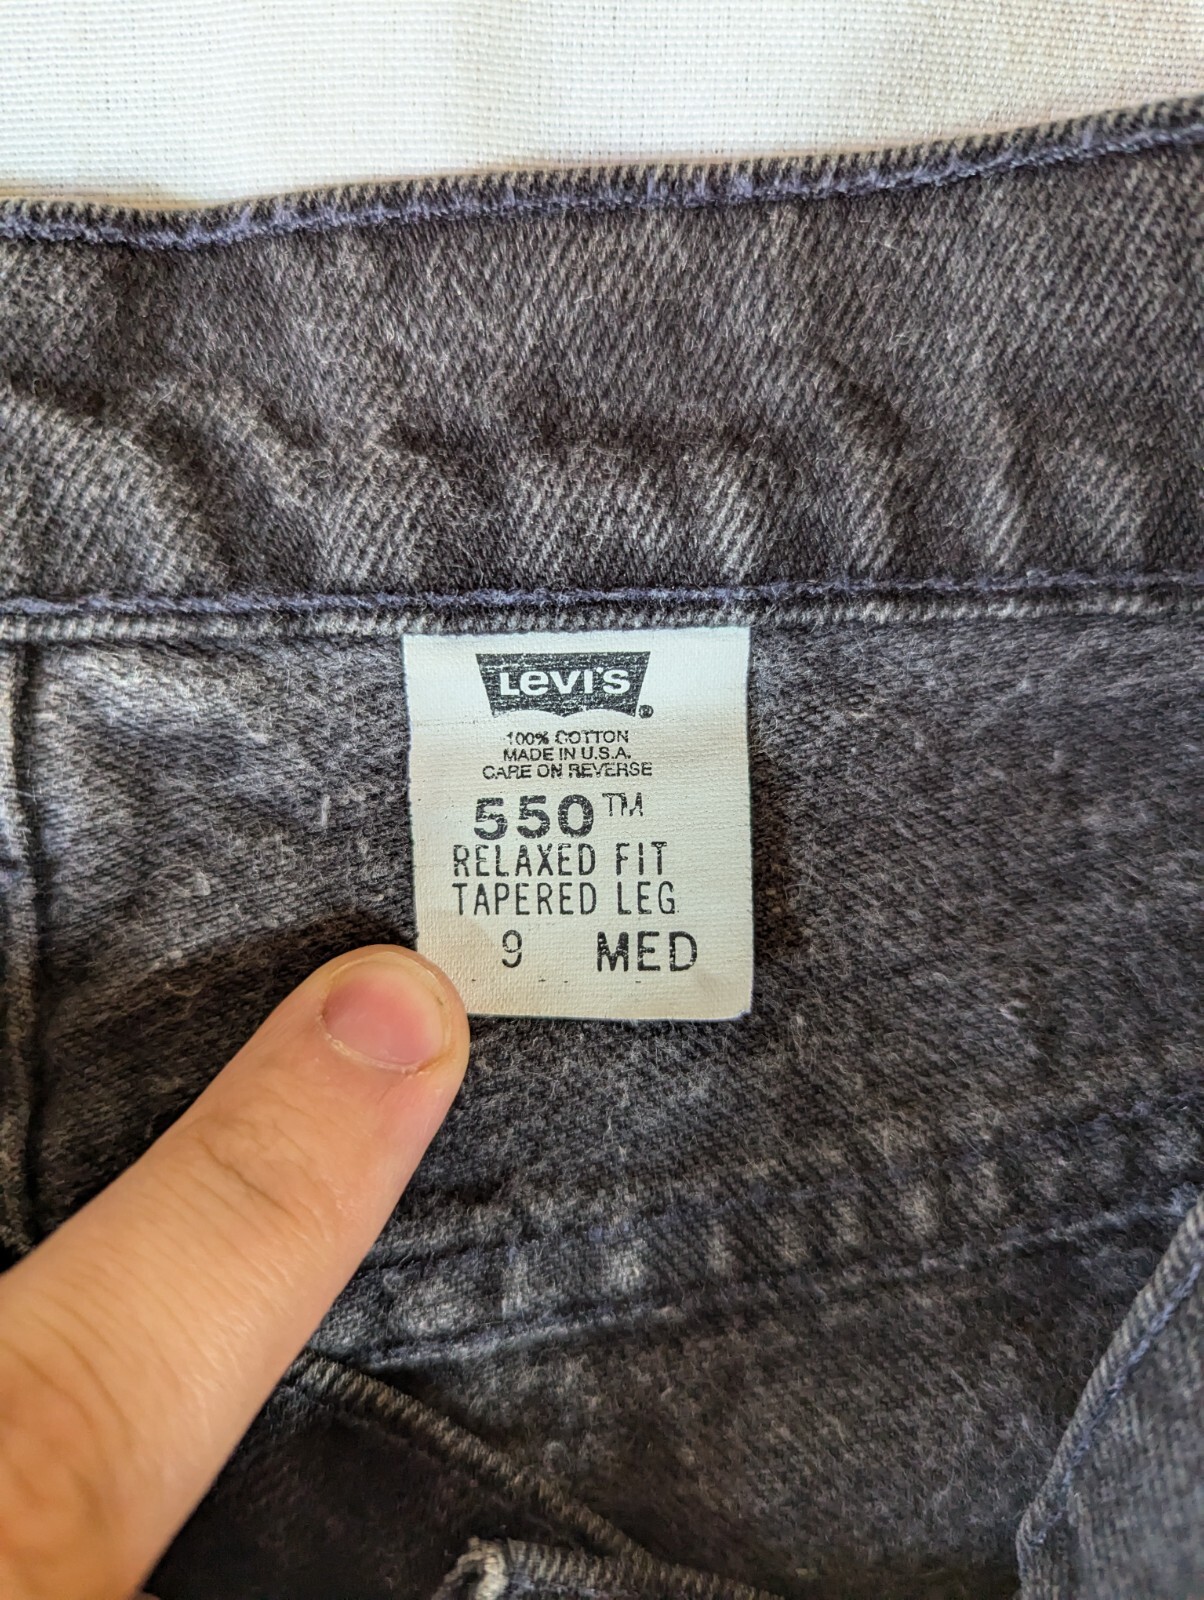 Levi's®
100% COTTON
MADE IN U.S.A.
CARE ON REVERSE
550™
RELAXED FIT
TAPERED LEG
9 MED